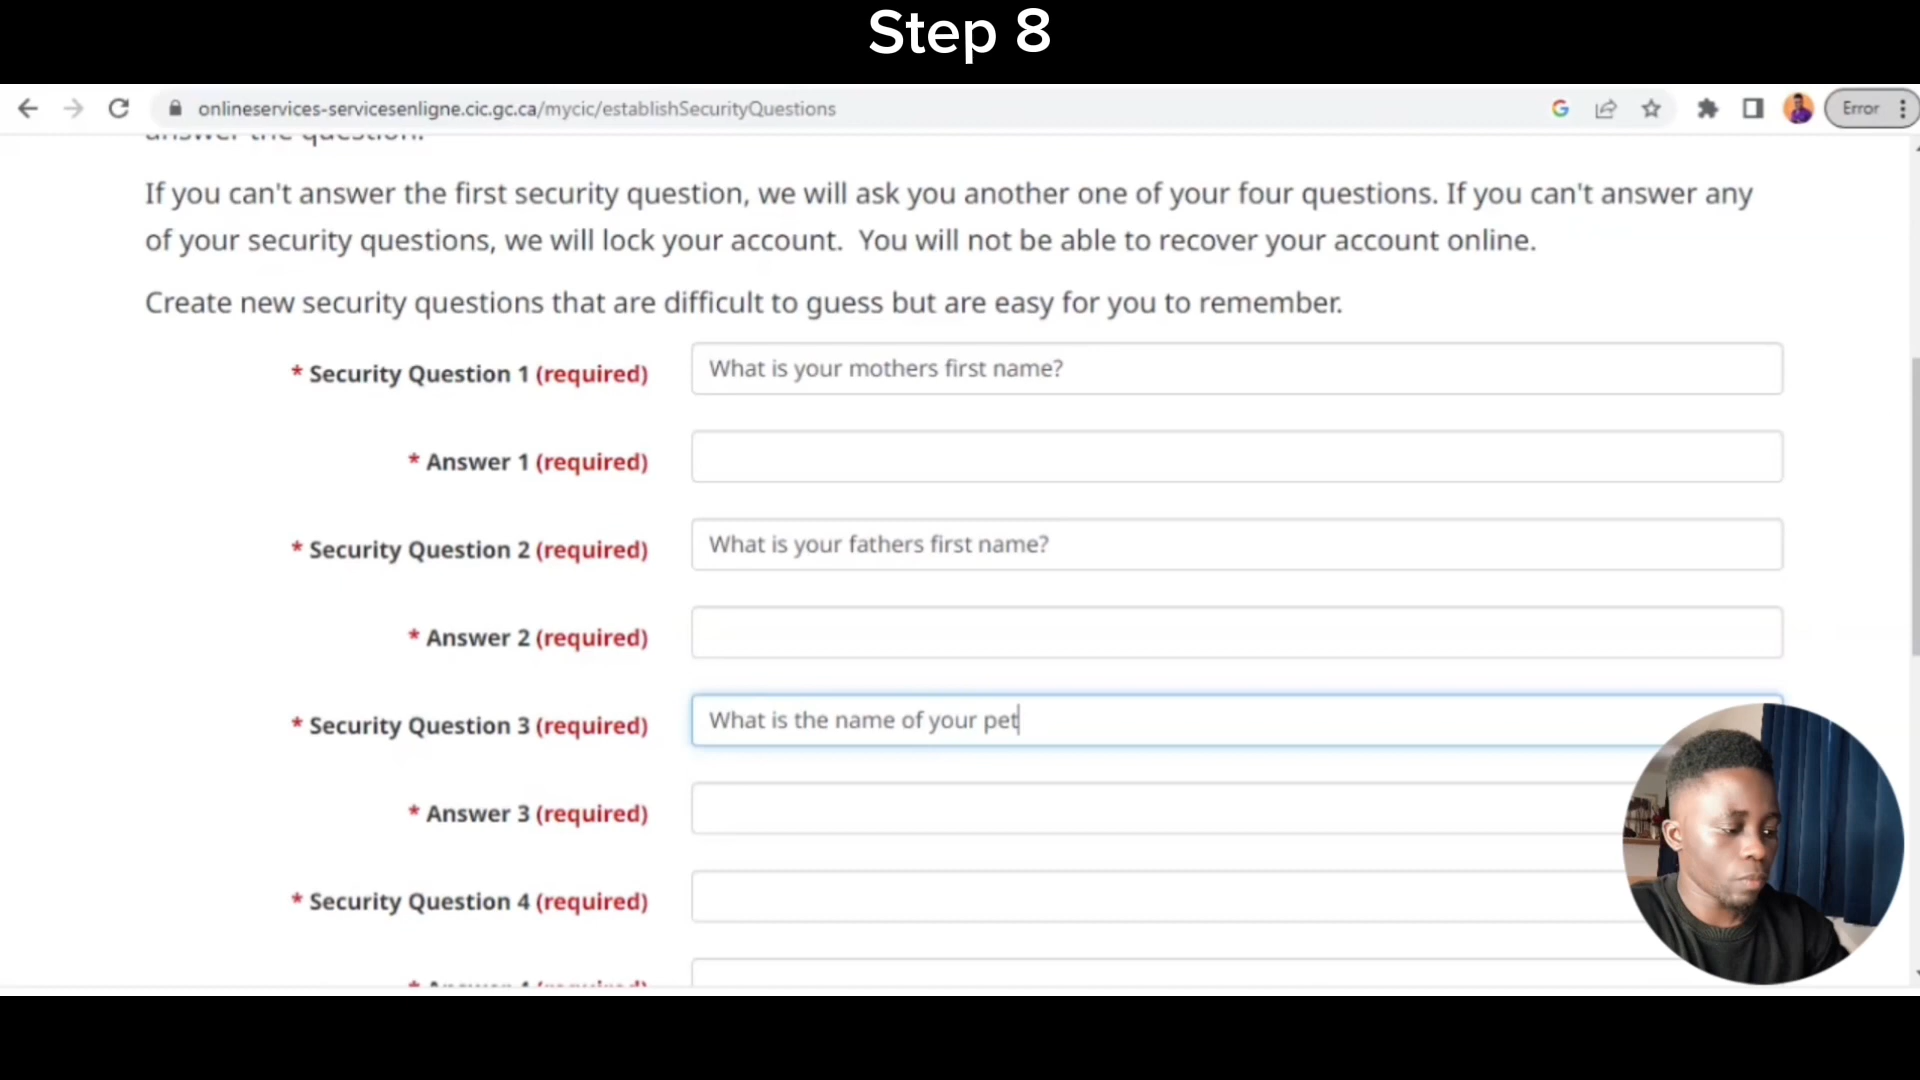 Step 8
onlineservices-servicesenligne.cic.gc.ca/mycic/establishSecurityQuestions
Error
answer the question.
If you can't answer the first security question, we will ask you another one of your four questions. If you can't answer any
of your security questions, we will lock your account. You will not be able to recover your account online.
Create new security questions that are difficult to guess but are easy for you to remember.
* Security Question 1 (required)
What is your mothers first name?
* Answer 1 (required)
* Security Question 2 (required)
What is your fathers first name?
* Answer 2 (required)
* Security Question 3 (required)
What is the name of your pet
* Answer 3 (required)
* Security Question 4 (required)